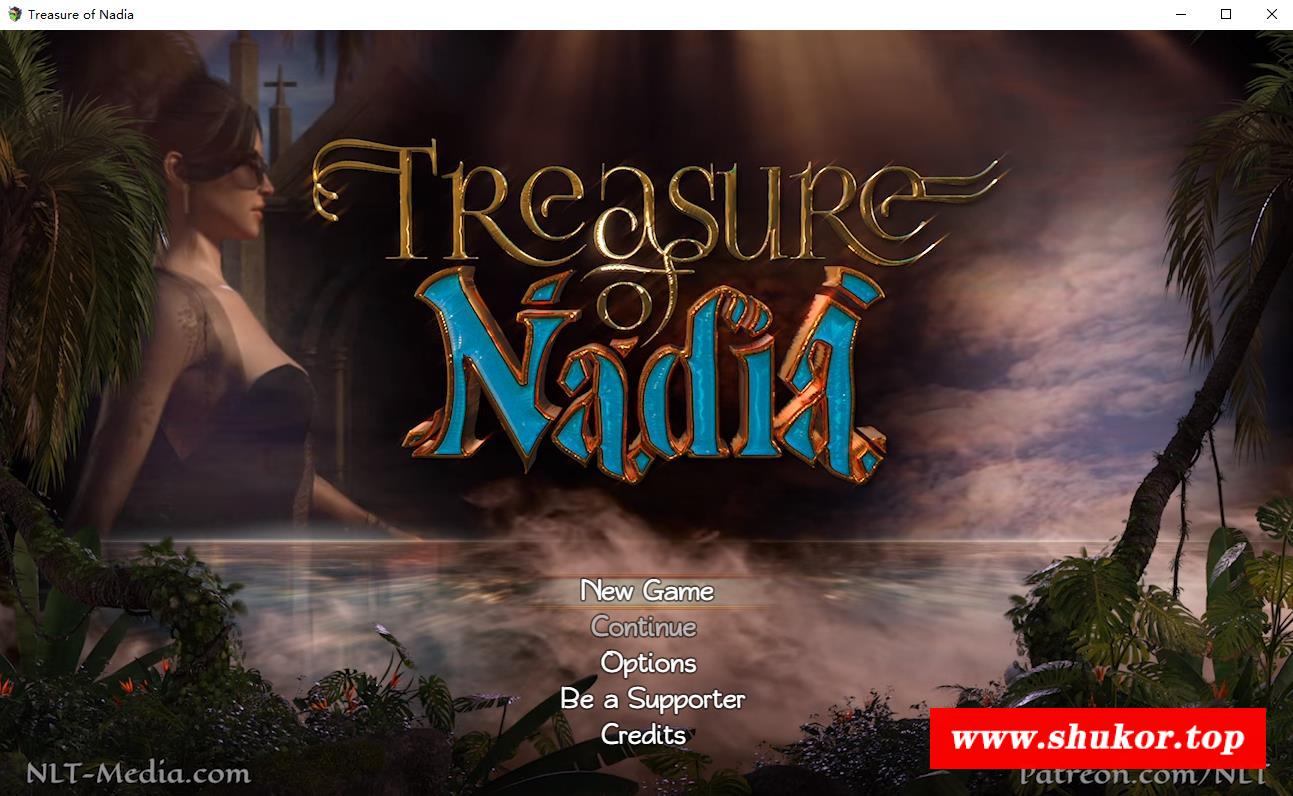 Treasure of Nadia
Treasure
of
Nadia
New Game
Continue
Options
Be a Supporter
Credits
www.shukor.top
NLT-Media.com
Patreon.com/NLT